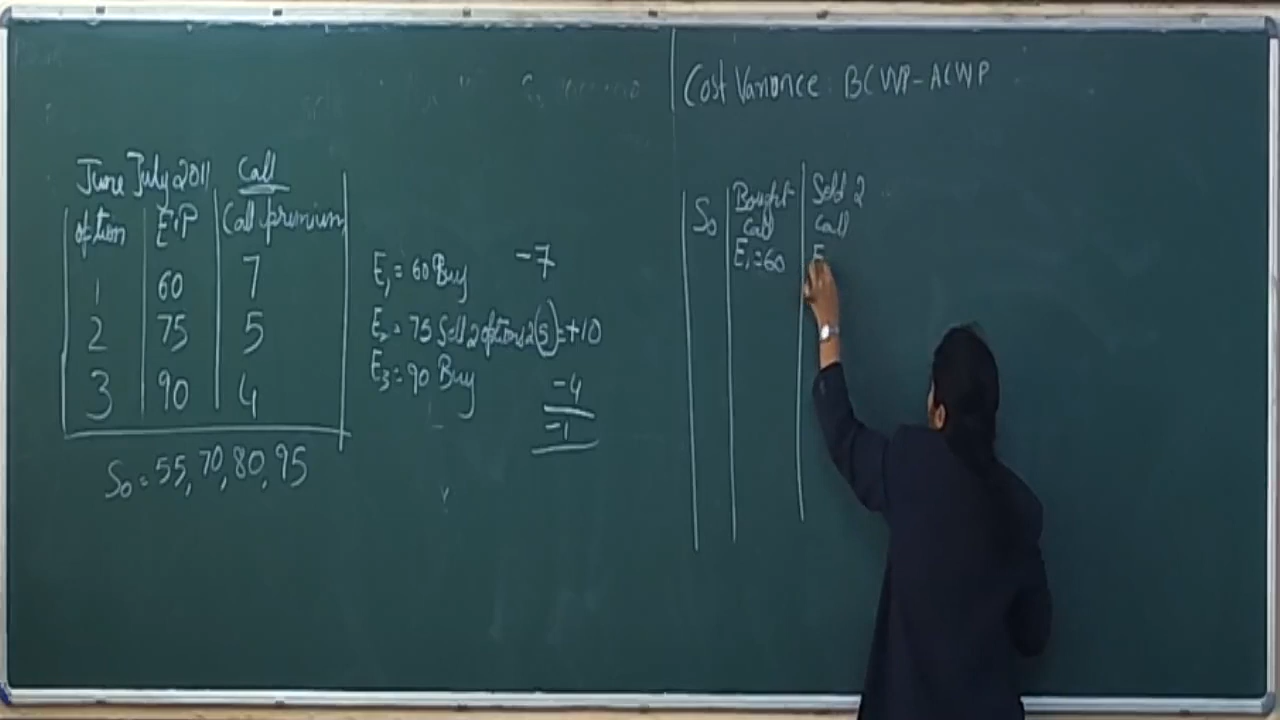 Cost Variance : BCWP - ACWP
June July 2011 Call
option E.P Call premium
1 60 7
2 75 5
3 90 4
S₀ = 55, 70, 80, 95
E₁ = 60 Buy -7
E₂ = 75 Sell 2 options 2(5) = +10
E₃ = 90 Buy -4
-1
S₀ Bought Call E₁ = 60
Sold 2 Call E